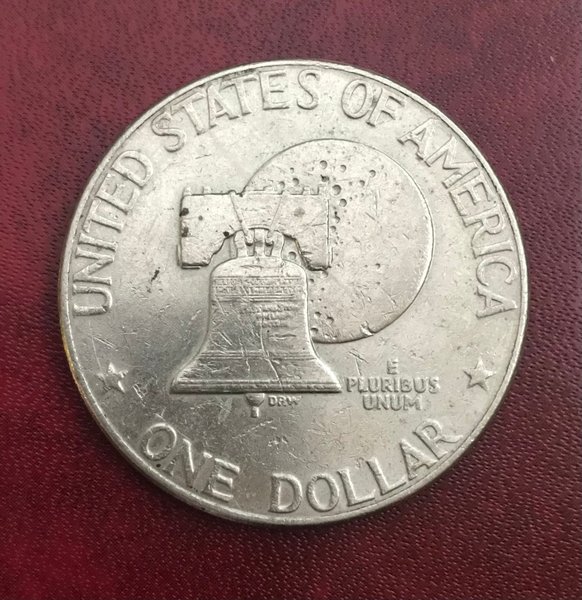 UNITED STATES OF AMERICA
E
PLURIBUS
UNUM
DRW
ONE DOLLAR